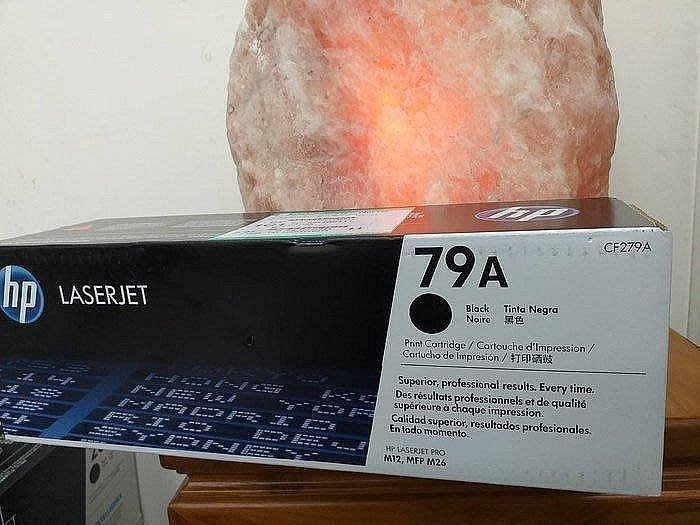 hp
CF279A
hp
LASERJET
79A
Black Tinta Negra
Noire 黑色
Print Cartridge / Cartouche d'Impression /
Cartucho de Impresión / 打印硒鼓
Superior, professional results. Every time.
Des résultats professionnels et de qualité
supérieure à chaque impression.
Calidad superior, resultados profesionales.
En todo momento.
HP LASERJET PRO
M12, MFP M26